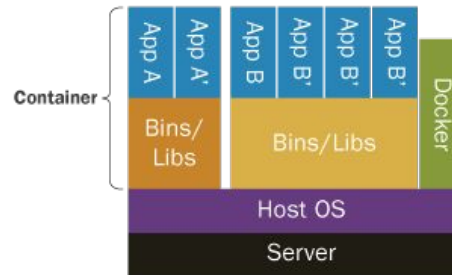 App A
App A'
App B
App B'
App B'
App B'
Container
Docker
Bins/
Libs
Bins/Libs
Host OS
Server